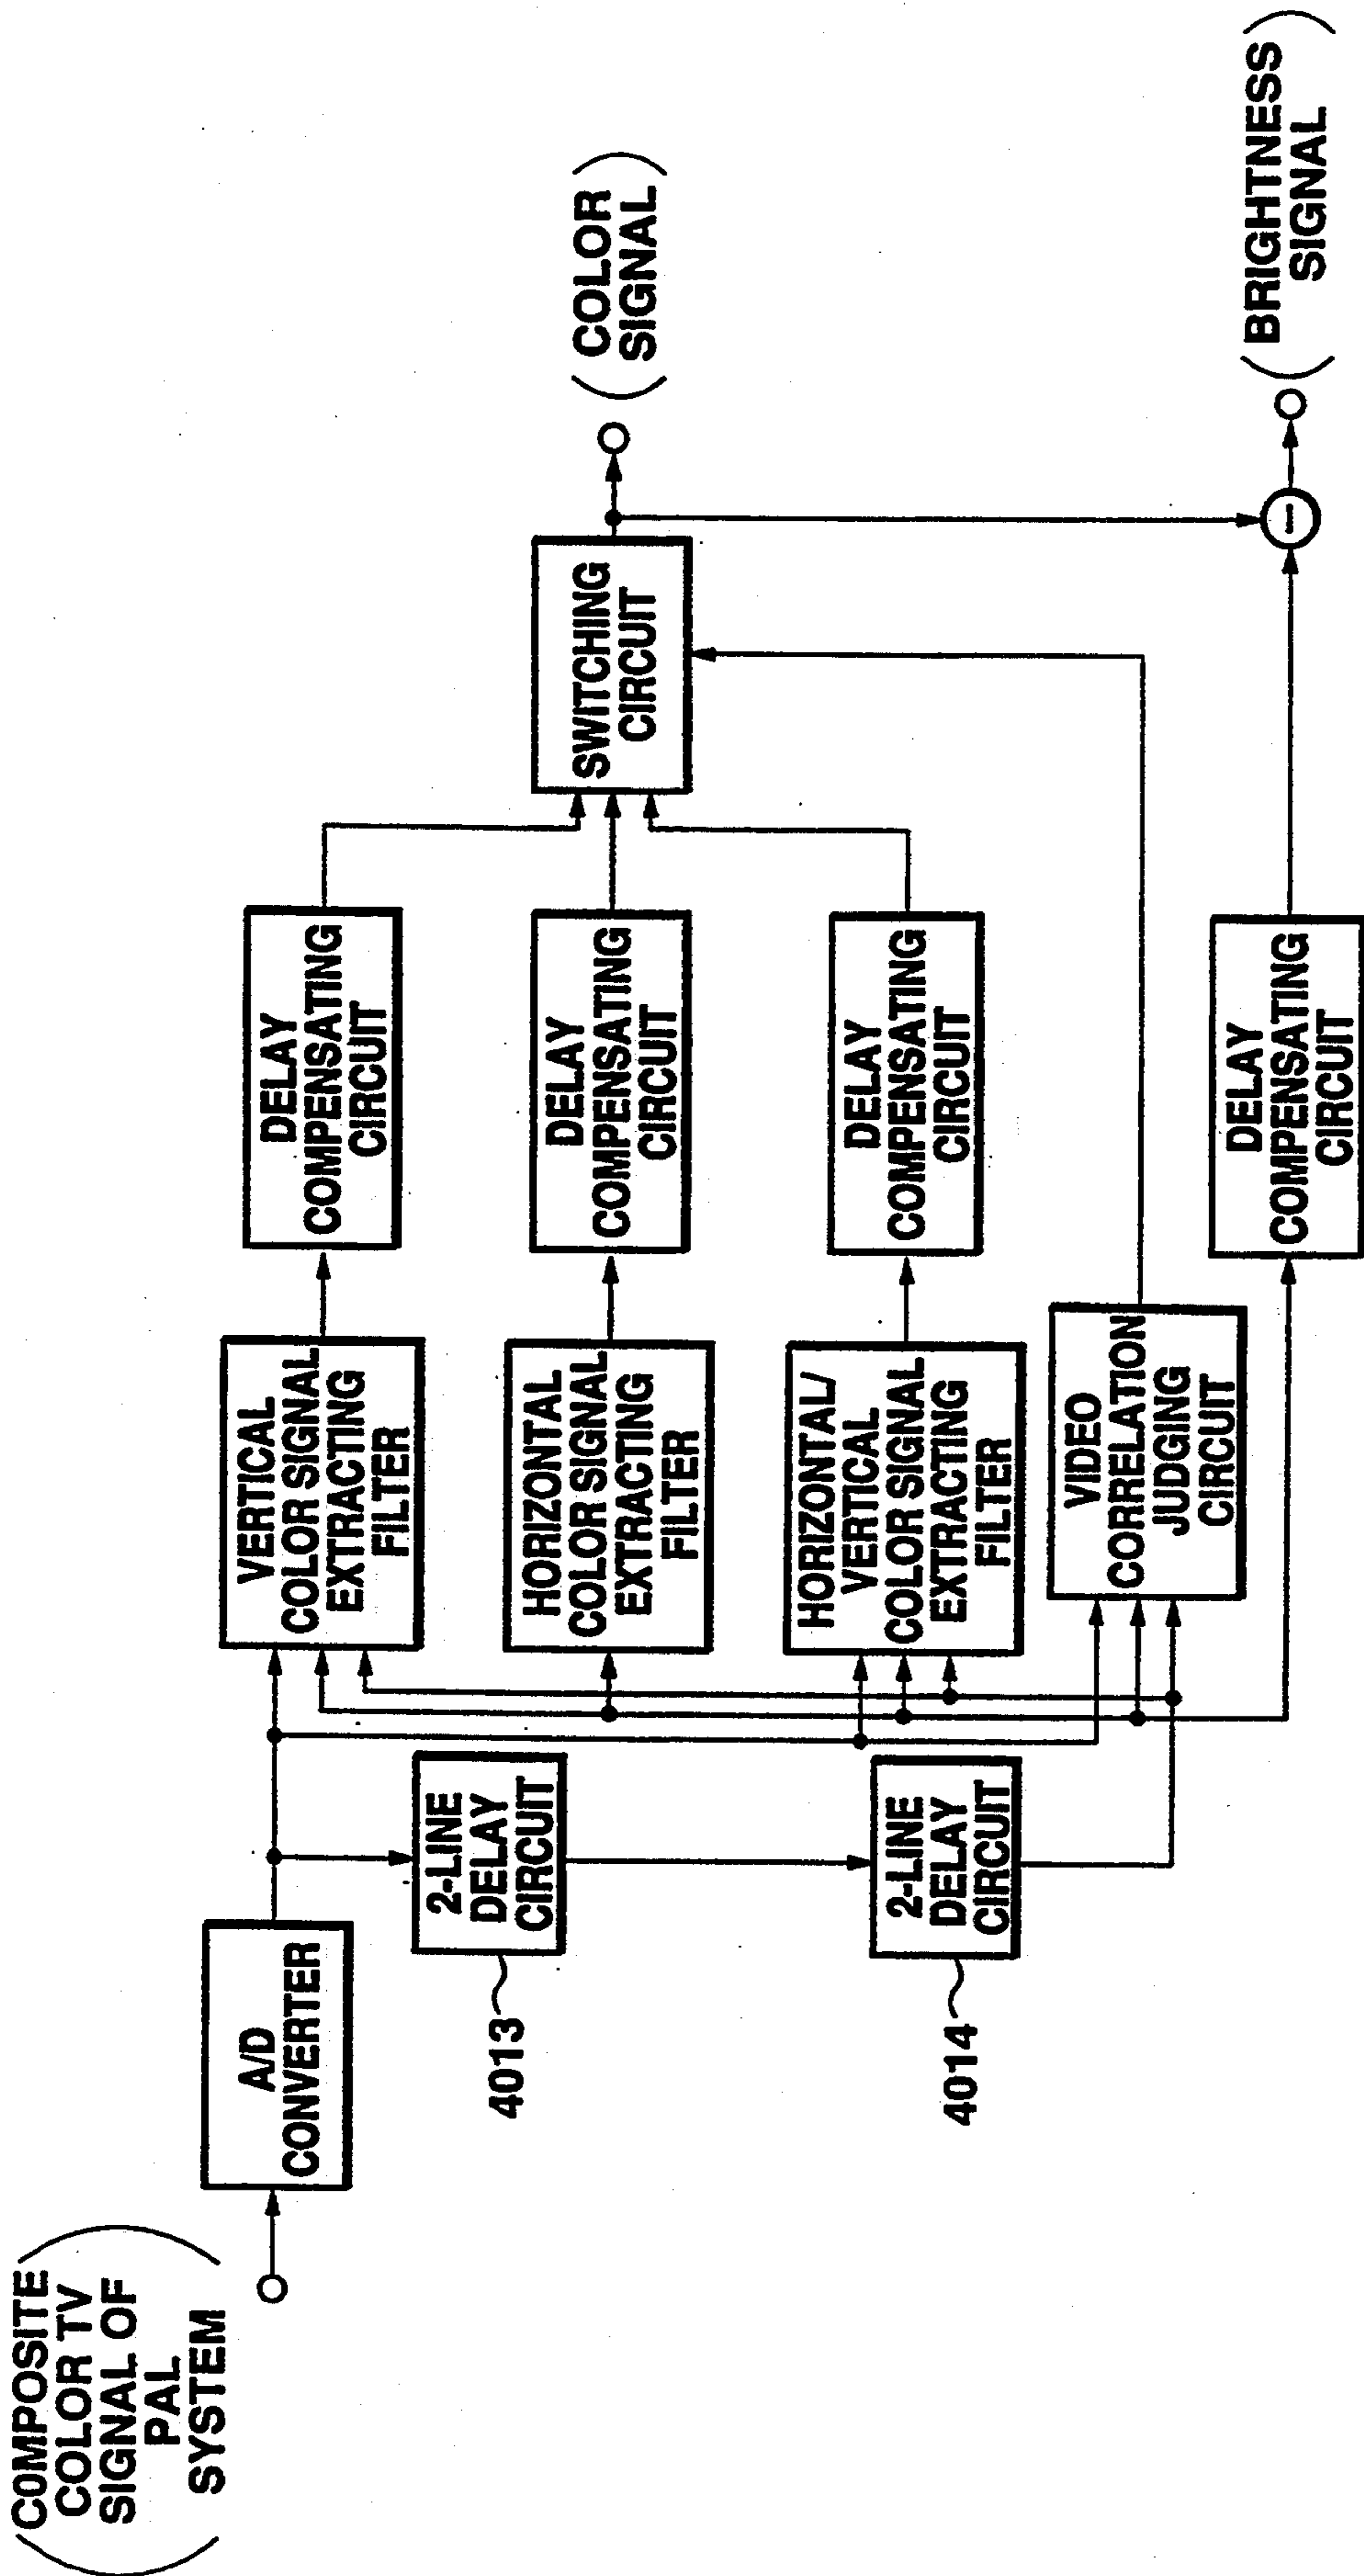 (COMPOSITE
COLOR TV
SIGNAL OF
PAL
SYSTEM)
A/D
CONVERTER
2-LINE
DELAY
CIRCUIT
4013
2-LINE
DELAY
CIRCUIT
4014
VERTICAL
COLOR SIGNAL
EXTRACTING
FILTER
HORIZONTAL
COLOR SIGNAL
EXTRACTING
FILTER
HORIZONTAL/
VERTICAL
COLOR SIGNAL
EXTRACTING
FILTER
VIDEO
CORRELATION
JUDGING
CIRCUIT
DELAY
COMPENSATING
CIRCUIT
DELAY
COMPENSATING
CIRCUIT
DELAY
COMPENSATING
CIRCUIT
DELAY
COMPENSATING
CIRCUIT
SWITCHING
CIRCUIT
(COLOR
SIGNAL)
−
(BRIGHTNESS
SIGNAL)